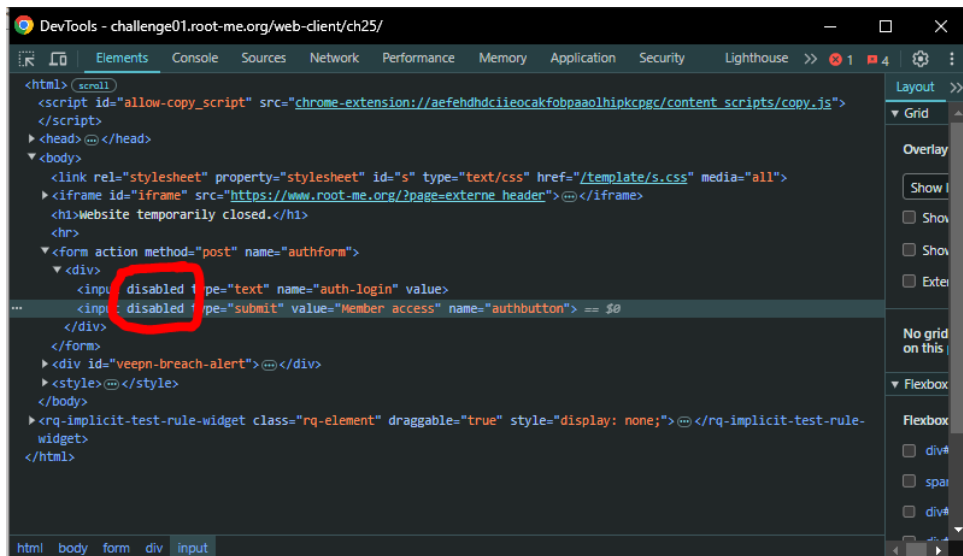 DevTools - challenge01.root-me.org/web-client/ch25/
Elements Console Sources Network Performance Memory Application Security Lighthouse 1 4
<html> scroll
<script id="allow-copy_script" src="chrome-extension://aefehdhdciieocakfobpaaolhipkcpgc/content_scripts/copy.js">
</script>
<head> </head>
<body>
<link rel="stylesheet" property="stylesheet" id="s" type="text/css" href="/template/s.css" media="all">
<iframe id="iframe" src="https://www.root-me.org/?page=externe_header"> </iframe>
<h1>Website temporarily closed.</h1>
<hr>
<form action method="post" name="authform">
<div>
<input disabled type="text" name="auth-login" value>
<input disabled type="submit" value="Member access" name="authbutton"> == $0
</div>
</form>
<div id="veepn-breach-alert"> </div>
<style> </style>
</body>
<rq-implicit-test-rule-widget class="rq-element" draggable="true" style="display: none;"> </rq-implicit-test-rule-
widget>
</html>
html body form div input
Layout
Grid
Overlay
Show
Show
Show
Exte
No grid
on this
Flexbox
Flexbox
div#
spar
div#